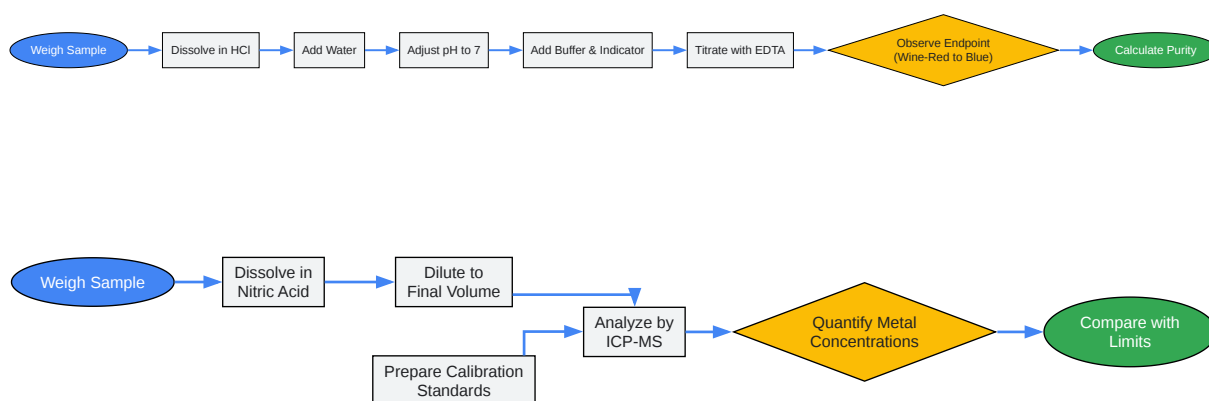 Weigh Sample
Dissolve in HCl
Add Water
Adjust pH to 7
Add Buffer & Indicator
Titrate with EDTA
Observe Endpoint
(Wine-Red to Blue)
Calculate Purity
Weigh Sample
Dissolve in
Nitric Acid
Dilute to
Final Volume
Prepare Calibration
Standards
Analyze by
ICP-MS
Quantify Metal
Concentrations
Compare with
Limits